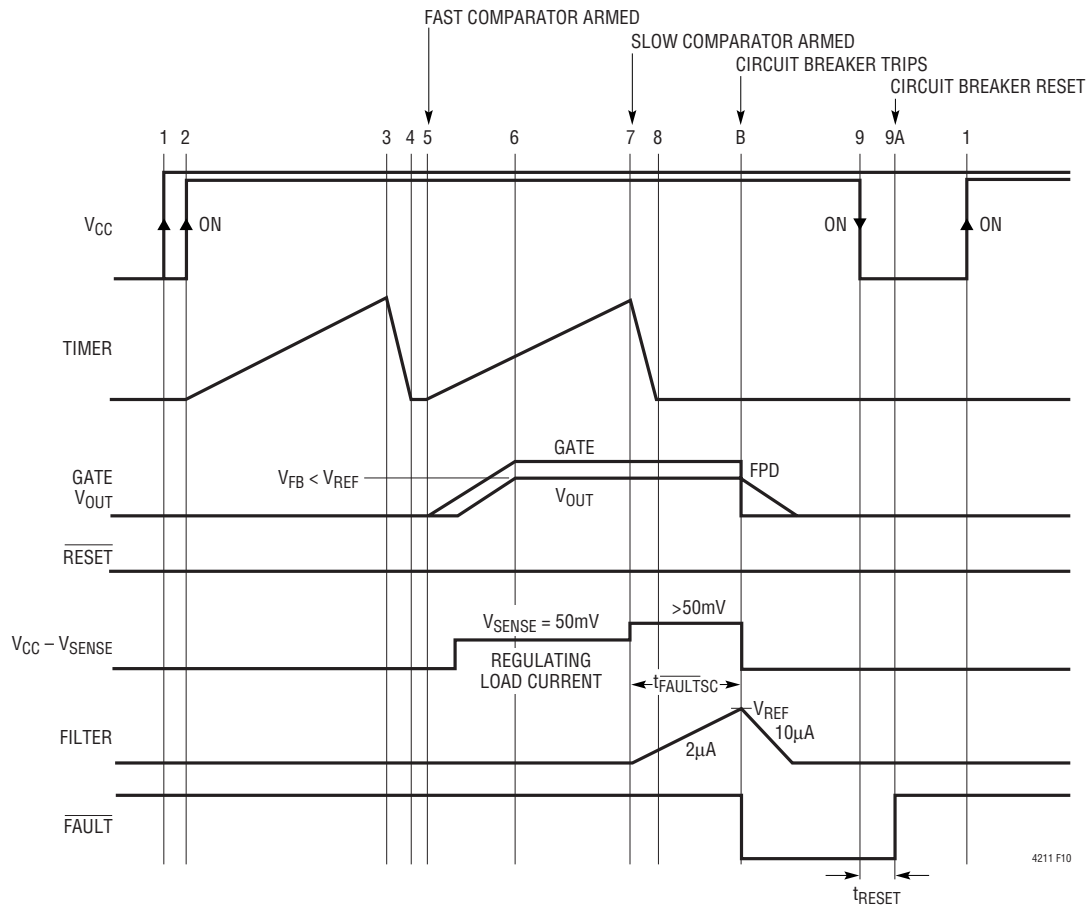 FAST COMPARATOR ARMED
SLOW COMPARATOR ARMED
CIRCUIT BREAKER TRIPS
CIRCUIT BREAKER RESET
1 2 3 4 5 6 7 8 B 9 9A 1
VCC
ON
ON
ON
TIMER
GATE
VOUT
VFB < VREF
GATE
VOUT
FPD
RESET
VCC – VSENSE
VSENSE = 50mV
>50mV
REGULATING
LOAD CURRENT
tFAULTSC
FILTER
VREF
2µA
10µA
FAULT
tRESET
4211 F10